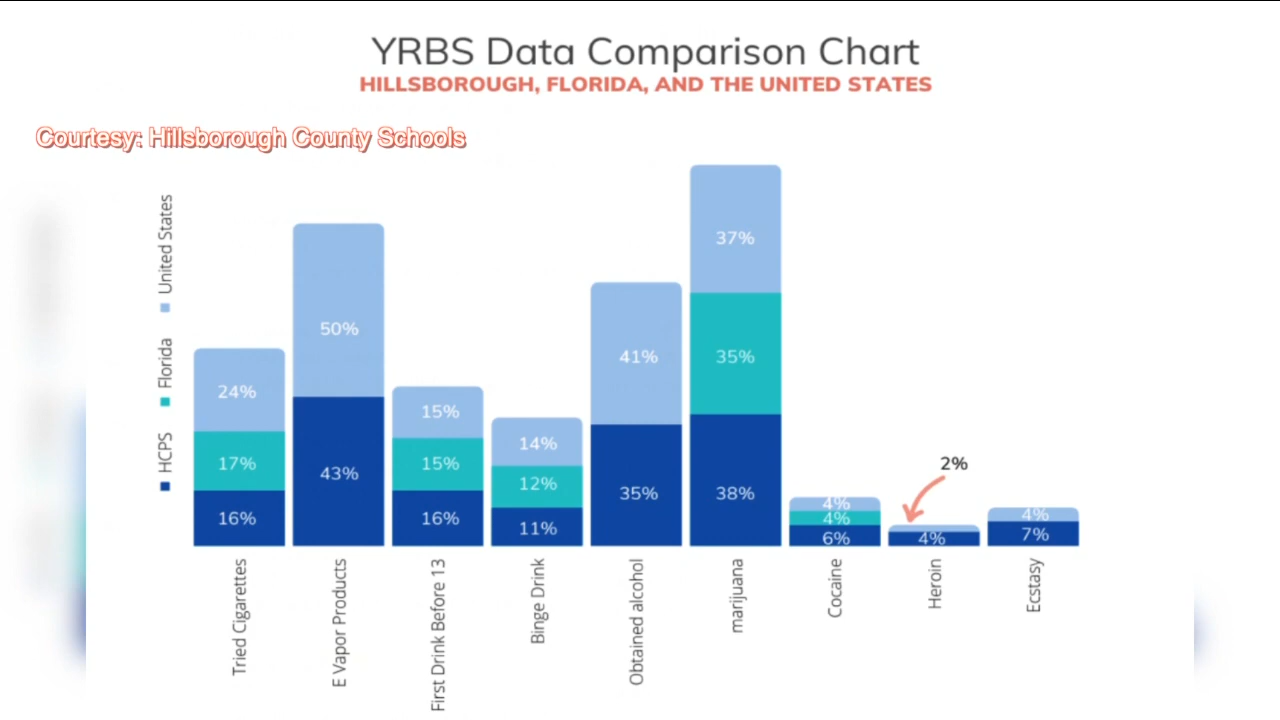 YRBS Data Comparison Chart
HILLSBOROUGH, FLORIDA, AND THE UNITED STATES
Courtesy: Hillsborough County Schools
HCPS
Florida
United States
24%
17%
16%
50%
43%
15%
15%
16%
14%
12%
11%
41%
35%
37%
35%
38%
4%
4%
6%
2%
4%
4%
7%
Tried Cigarettes
E Vapor Products
First Drink Before 13
Binge Drink
Obtained alcohol
marijuana
Cocaine
Heroin
Ecstasy